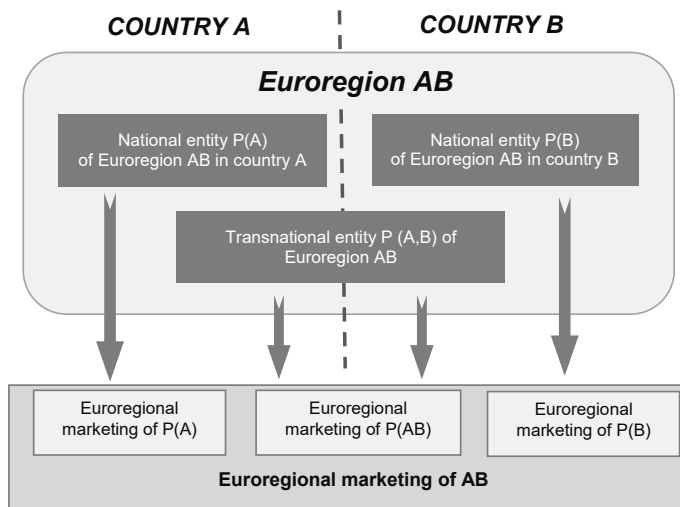 COUNTRY A
COUNTRY B
Euroregion AB
National entity P(A)
of Euroregion AB in country A
National entity P(B)
of Euroregion AB in country B
Transnational entity P (A,B) of
Euroregion AB
Euroregional
marketing of P(A)
Euroregional
marketing of P(AB)
Euroregional
marketing of P(B)
Euroregional marketing of AB